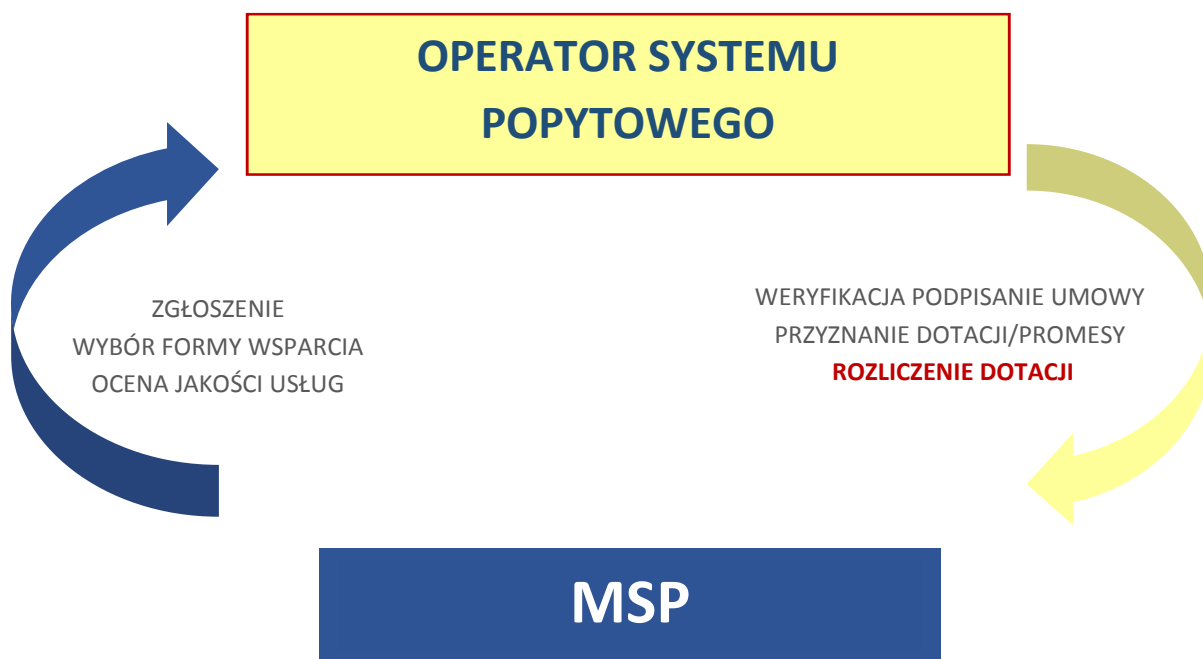 OPERATOR SYSTEMU
POPYTOWEGO
ZGŁOSZENIE
WYBÓR FORMY WSPARCIA
OCENA JAKOŚCI USŁUG
WERYFIKACJA PODPISANIE UMOWY
PRZYZNANIE DOTACJI/PROMESY
ROZLICZENIE DOTACJI
MSP